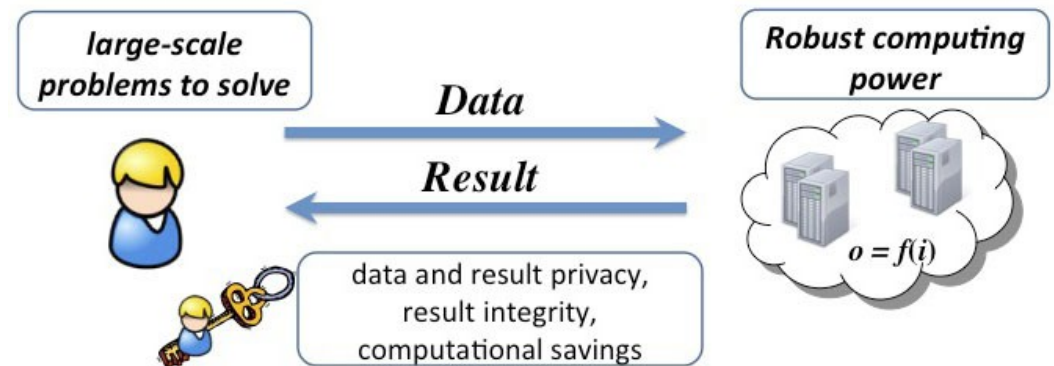 large-scale
problems to solve
Robust computing
power
Data
Result
o = f(i)
data and result privacy,
result integrity,
computational savings